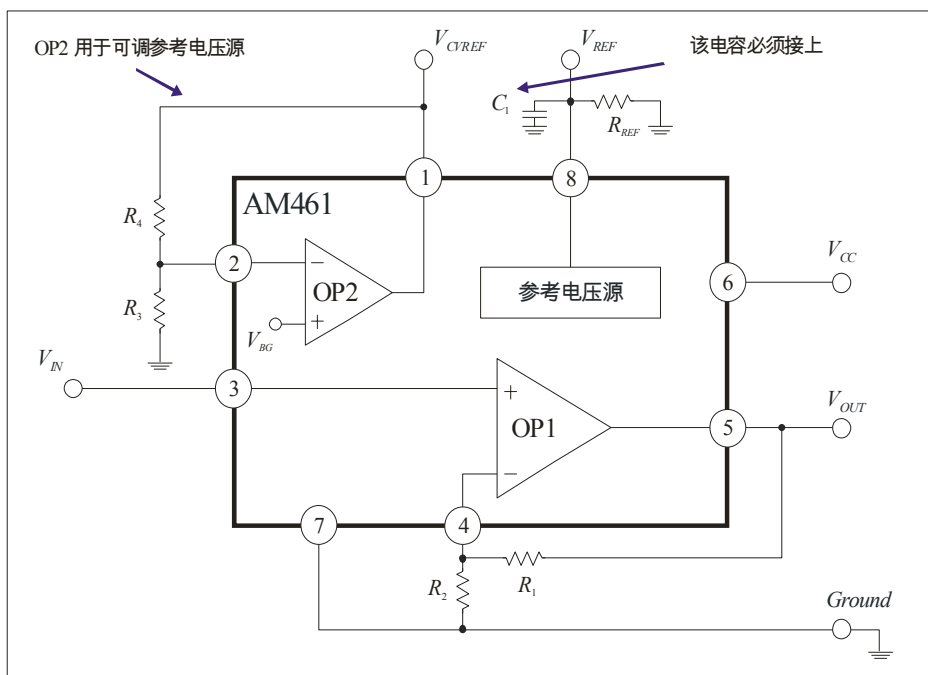 OP2 用于可调参考电压源
V_CVREF
V_REF
该电容必须接上
C_1
R_REF
1
8
AM461
R_4
2
−
OP2
+
V_BG
参考电压源
6
V_CC
R_3
V_IN
3
+
OP1
−
5
V_OUT
7
4
R_2
R_1
Ground